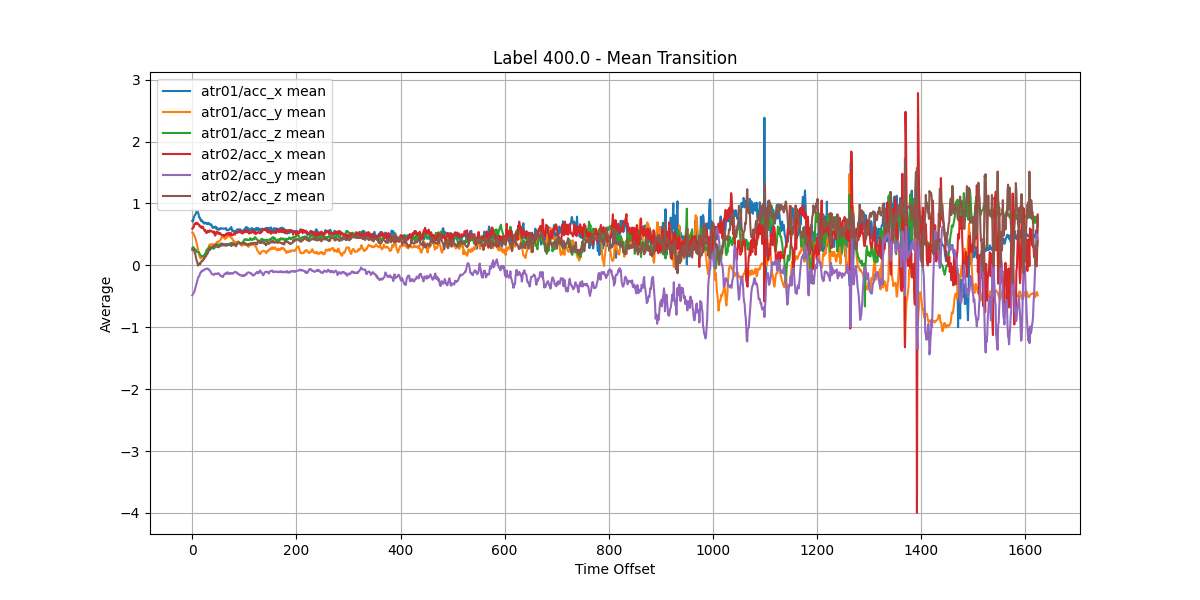 Label 400.0 - Mean Transition
atr01/acc_x mean
atr01/acc_y mean
atr01/acc_z mean
atr02/acc_x mean
atr02/acc_y mean
atr02/acc_z mean
3
2
1
0
−1
−2
−3
−4
Average
0
200
400
600
800
1000
1200
1400
1600
Time Offset